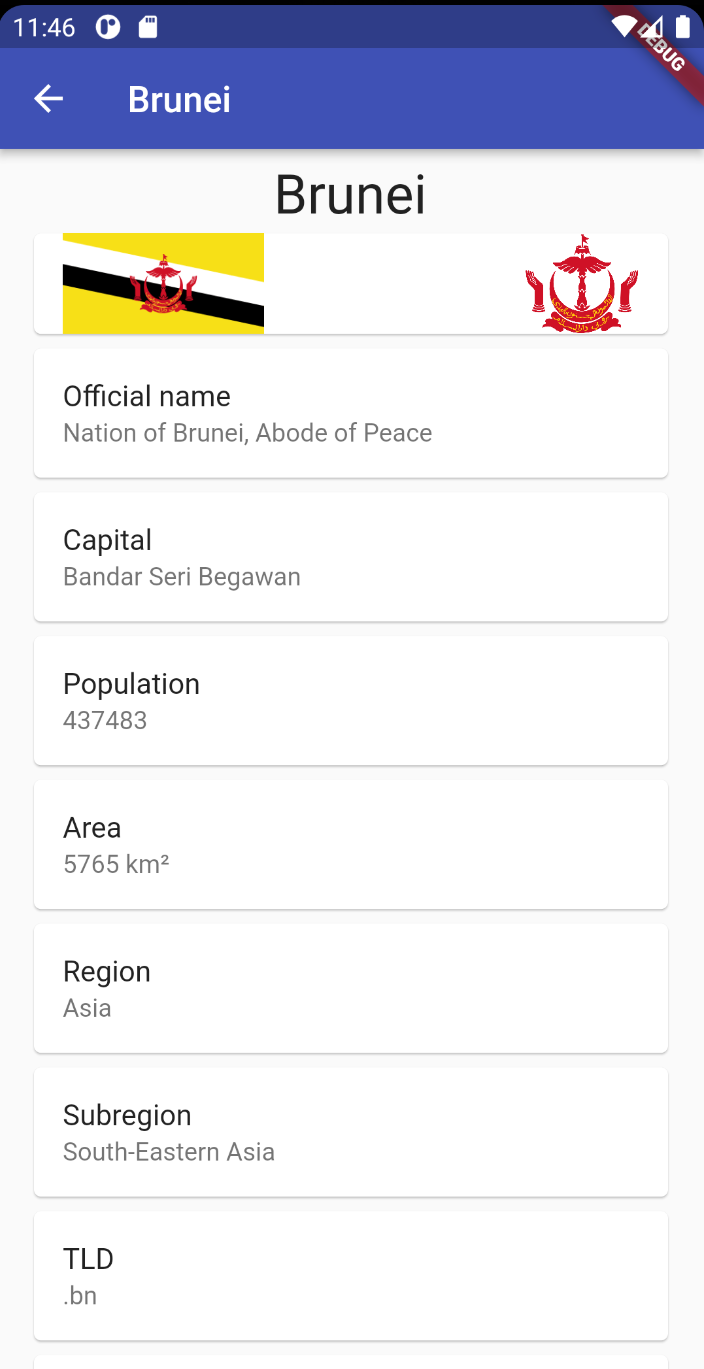 11:46
DEBUG
Brunei
Brunei
Official name
Nation of Brunei, Abode of Peace
Capital
Bandar Seri Begawan
Population
437483
Area
5765 km²
Region
Asia
Subregion
South-Eastern Asia
TLD
.bn